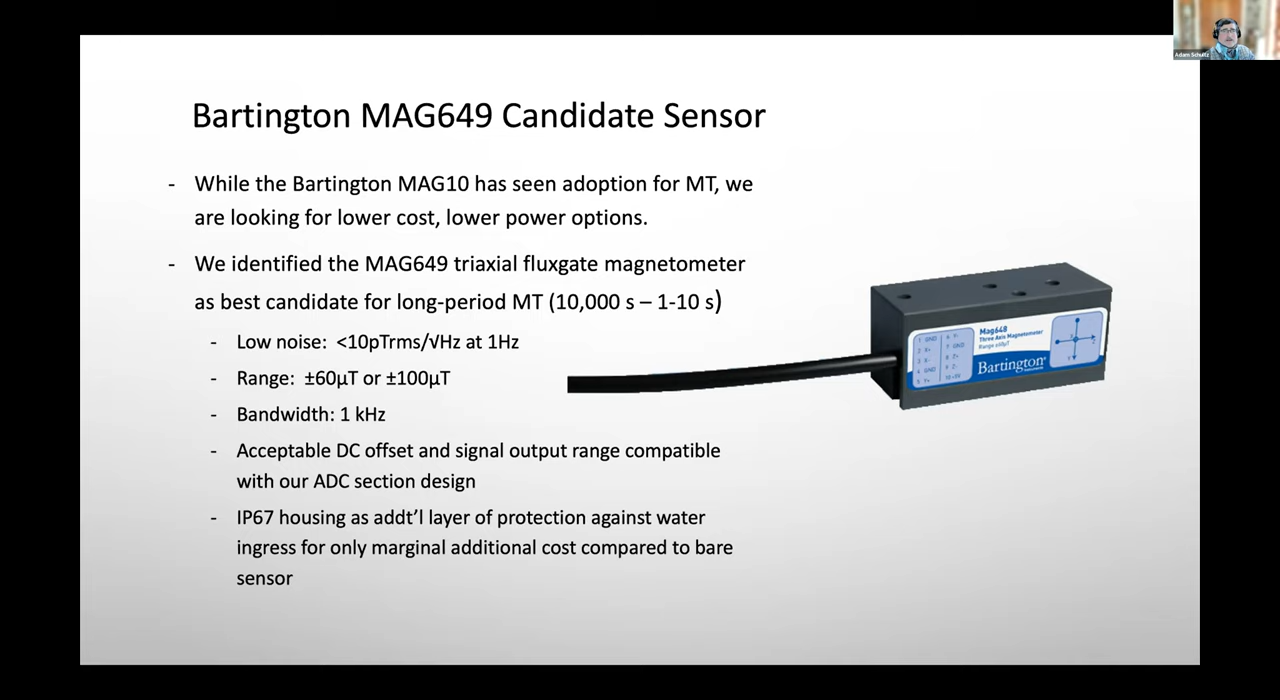 Adam Schultz
Bartington MAG649 Candidate Sensor
- While the Bartington MAG10 has seen adoption for MT, we
are looking for lower cost, lower power options.
- We identified the MAG649 triaxial fluxgate magnetometer
as best candidate for long-period MT (10,000 s – 1-10 s)
- Low noise: <10pTrms/√Hz at 1Hz
- Range: ±60µT or ±100µT
- Bandwidth: 1 kHz
- Acceptable DC offset and signal output range compatible
with our ADC section design
- IP67 housing as addt'l layer of protection against water
ingress for only marginal additional cost compared to bare
sensor
Mag648
Three Axis Magnetometer
Range ±60µT
Bartington